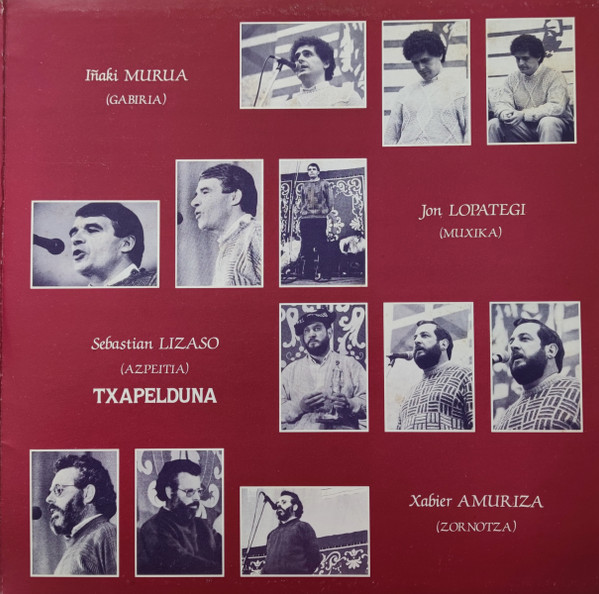 Iñaki MURUA
(GABIRIA)
Jon LOPATEGI
(MUXIKA)
Sebastian LIZASO
(AZPEITIA)
TXAPELDUNA
Xabier AMURIZA
(ZORNOTZA)